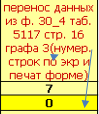 перенос данных
из ф. 30_4 таб.
5117 стр. 16
графа 3(нумер.
строк по экр и
печат форме)
7
0